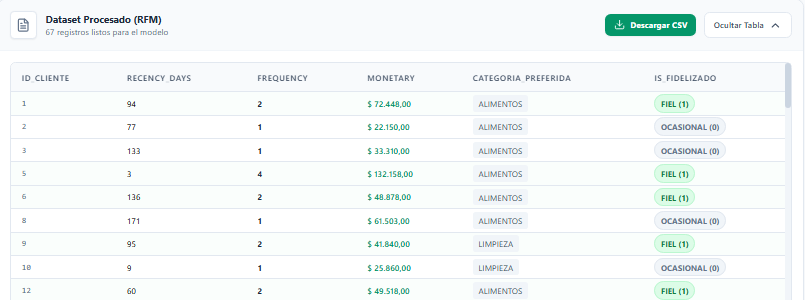 Dataset Procesado (RFM)
67 registros listos para el modelo
Descargar CSV
Ocultar Tabla
ID_CLIENTE RECENCY_DAYS FREQUENCY MONETARY CATEGORIA_PREFERIDA IS_FIDELIZADO
1 94 2 $ 72.448,00 ALIMENTOS FIEL (1)
2 77 1 $ 22.150,00 ALIMENTOS OCASIONAL (0)
3 133 1 $ 33.310,00 ALIMENTOS OCASIONAL (0)
5 3 4 $ 132.158,00 ALIMENTOS FIEL (1)
6 136 2 $ 48.878,00 ALIMENTOS FIEL (1)
8 171 1 $ 61.503,00 ALIMENTOS OCASIONAL (0)
9 95 2 $ 41.840,00 LIMPIEZA FIEL (1)
10 9 1 $ 25.860,00 LIMPIEZA OCASIONAL (0)
12 60 2 $ 49.518,00 ALIMENTOS FIEL (1)